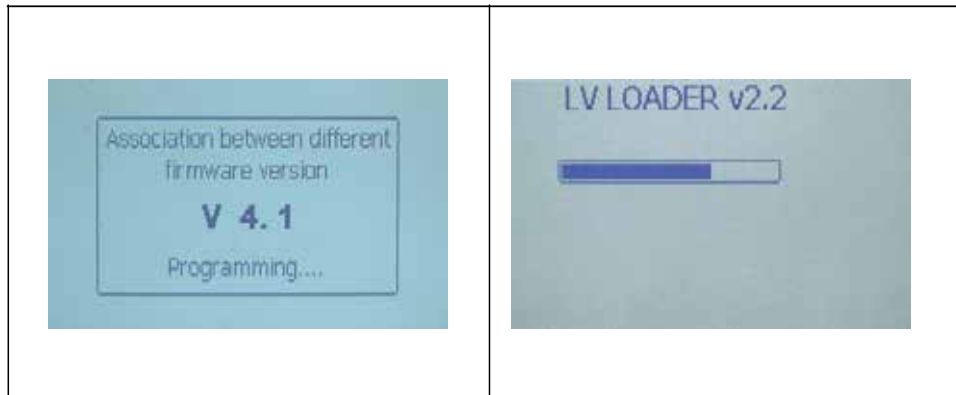 Association between different
firmware version
V 4.1
Programming....
LV LOADER v2.2